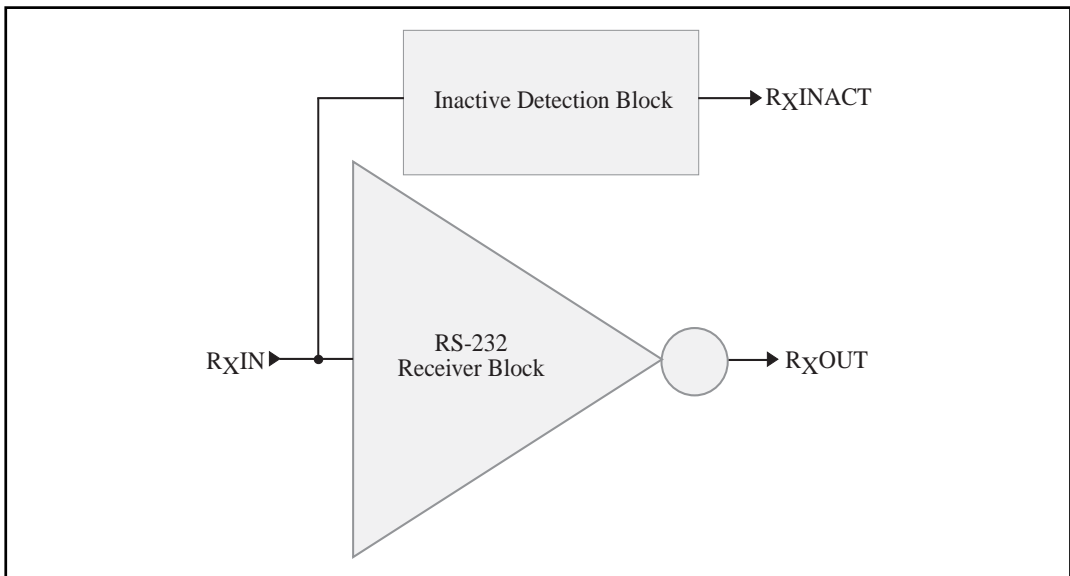 Inactive Detection Block
RXINACT
RS-232
Receiver Block
RXIN
RXOUT